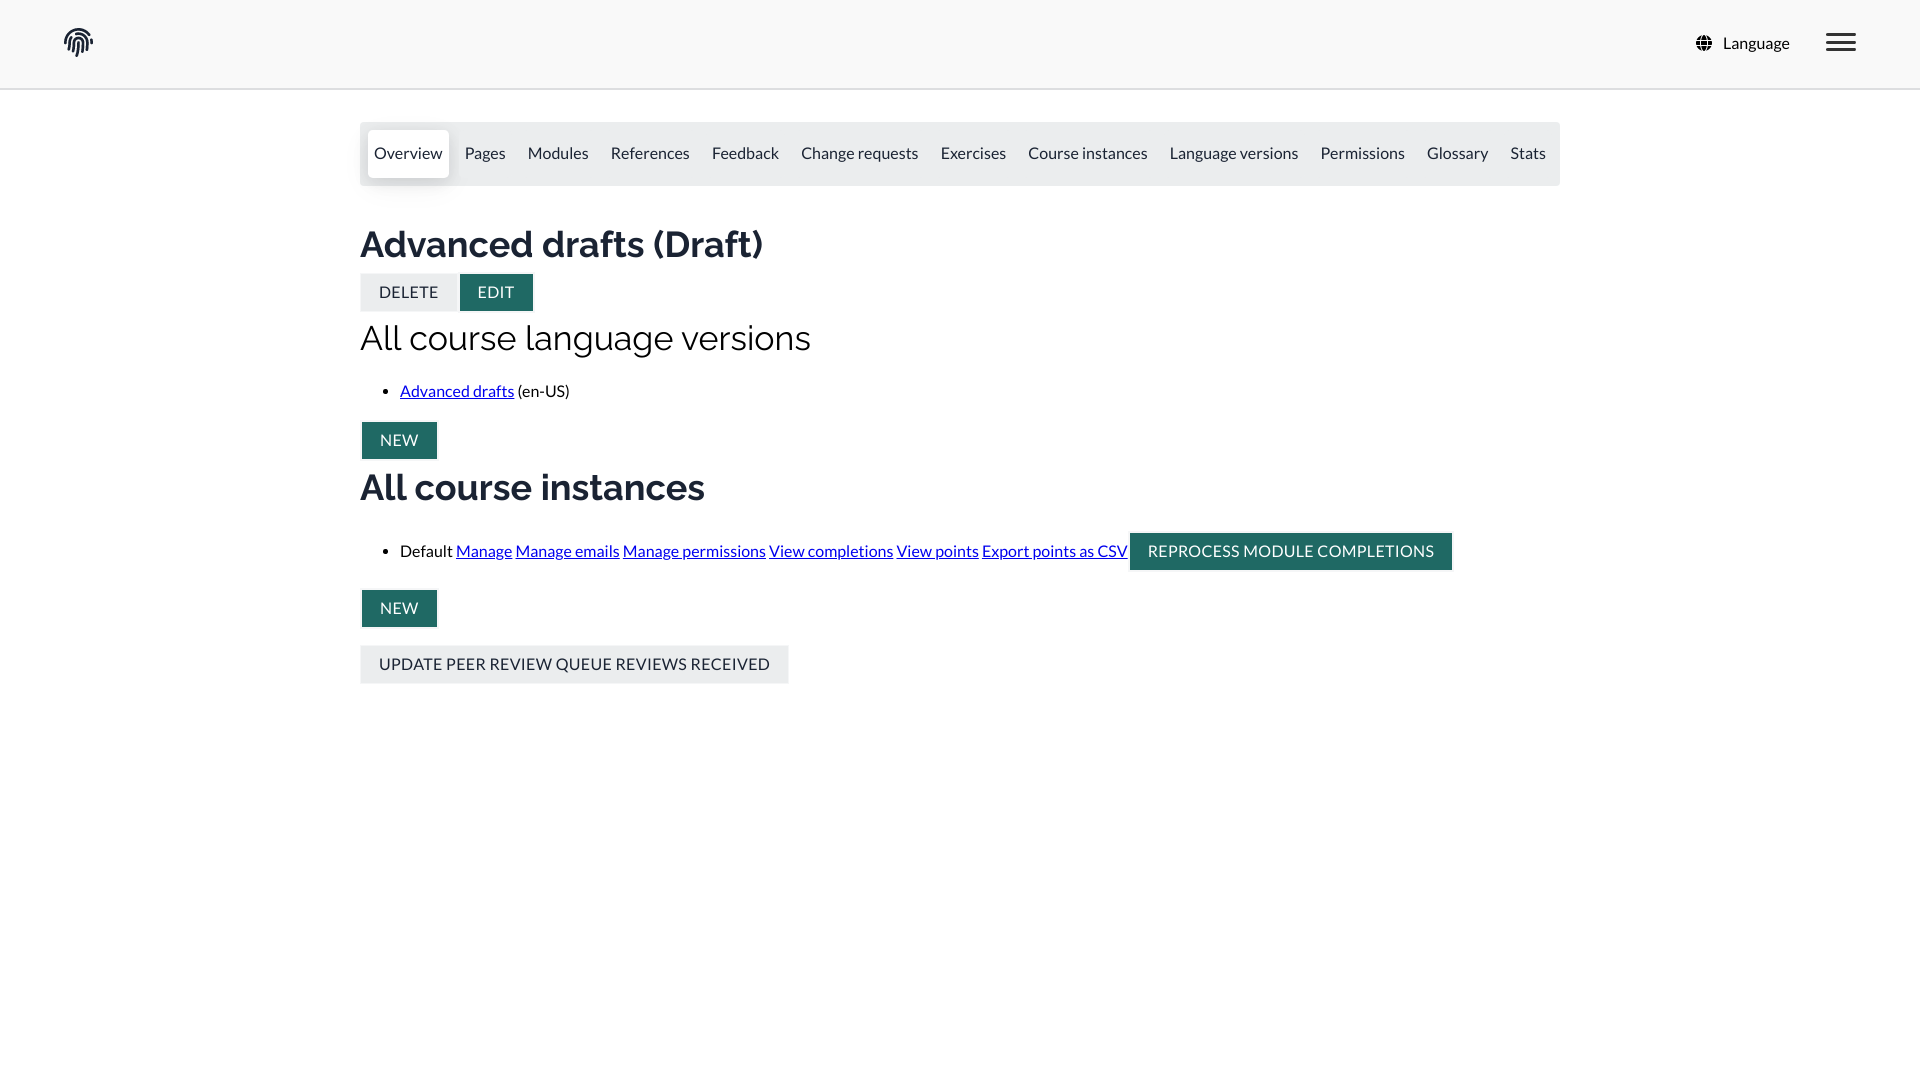 Language
Overview Pages Modules References Feedback Change requests Exercises Course instances Language versions Permissions Glossary Stats
Advanced drafts (Draft)
DELETE EDIT
All course language versions
Advanced drafts (en-US)
NEW
All course instances
Default Manage Manage emails Manage permissions View completions View points Export points as CSV REPROCESS MODULE COMPLETIONS
NEW
UPDATE PEER REVIEW QUEUE REVIEWS RECEIVED